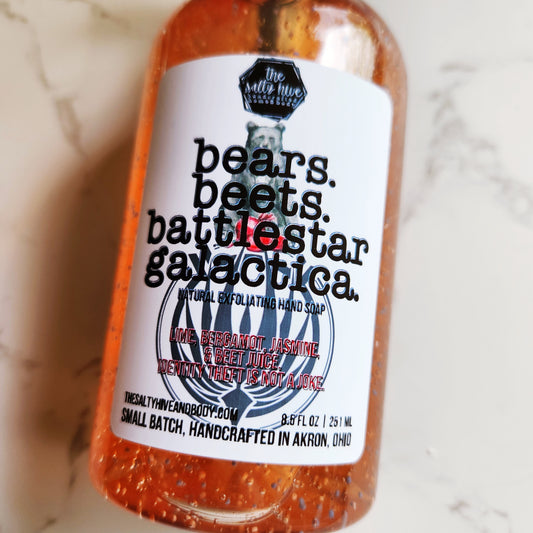 the
salty hive
handcrafted
bears.
beets.
battlestar
galactica.
NATURAL EXFOLIATING HAND SOAP
LIME, BERGAMOT, JASMINE,
& BEET JUICE
IDENTITY THEFT IS NOT A JOKE.
THESALTYHIVEANDBODY.COM
8.5 FL OZ | 251 ML
SMALL BATCH, HANDCRAFTED IN AKRON, OHIO